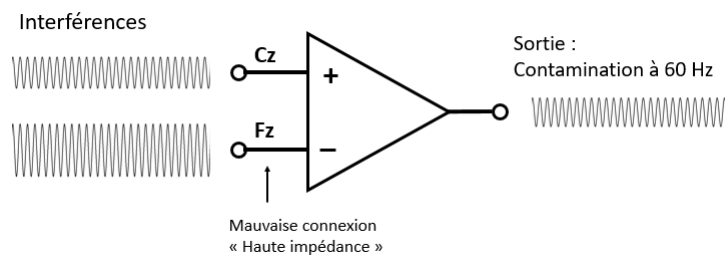 Interférences
Cz
+
Fz
–
Sortie :
Contamination à 60 Hz
Mauvaise connexion
« Haute impédance »